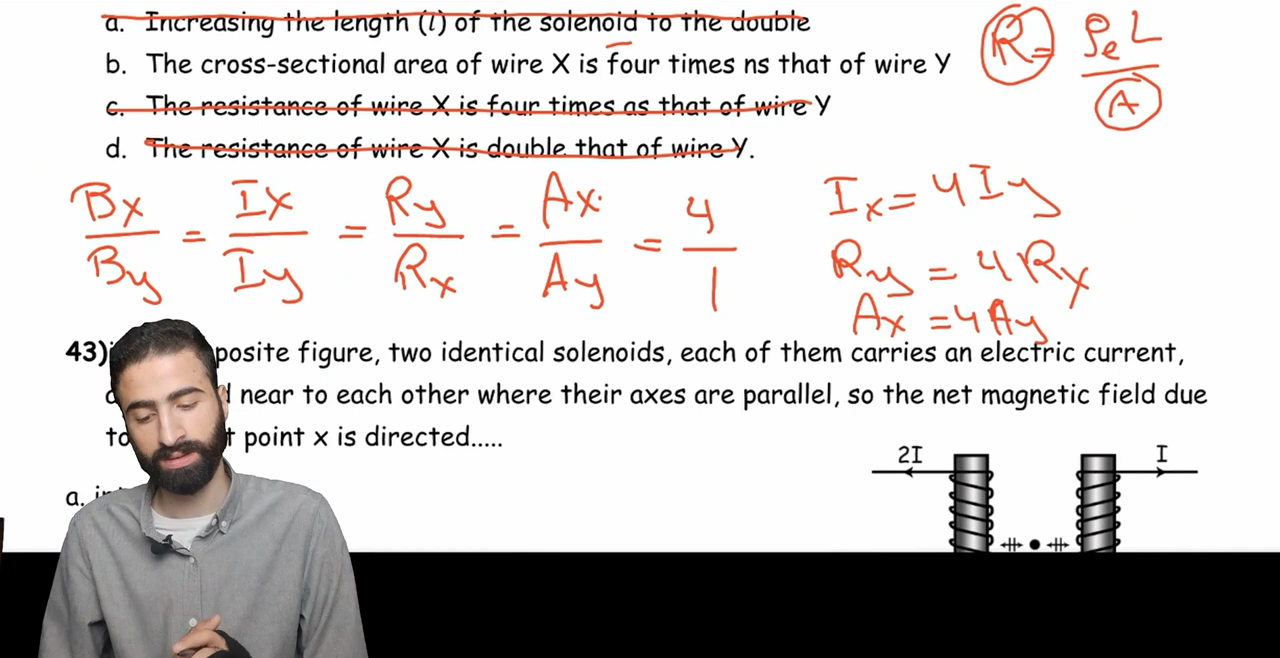 a. Increasing the length (l) of the solenoid to the double
b. The cross-sectional area of wire X is four times ns that of wire Y
c. The resistance of wire X is four times as that of wire Y
d. The resistance of wire X is double that of wire Y.
R = ρe L / A
Bx / By = Ix / Iy = Ry / Rx = Ax / Ay = 4 / 1
Ix = 4Iy
Ry = 4Rx
Ax = 4Ay
43) posite figure, two identical solenoids, each of them carries an electric current,
near to each other where their axes are parallel, so the net magnetic field due
to t point x is directed.....
2I
I
a.